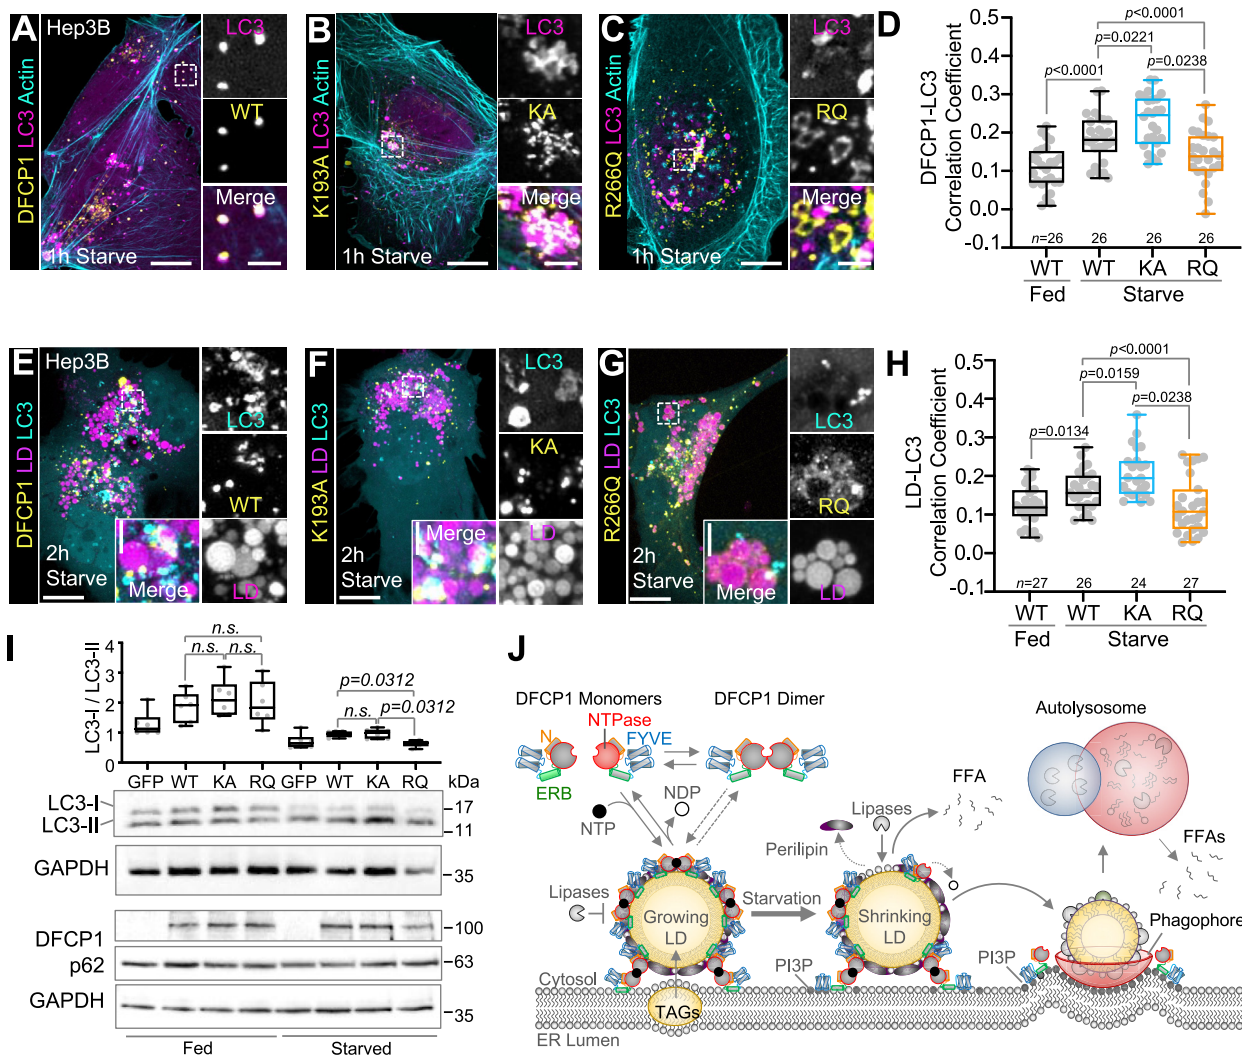 A
Hep3B
DFCP1 LC3 Actin
1h Starve
LC3
WT
Merge
B
K193A LC3 Actin
1h Starve
LC3
KA
Merge
C
R266Q LC3 Actin
1h Starve
LC3
RQ
Merge
D
DFCP1-LC3
Correlation Coefficient
0.5
0.4
0.3
0.2
0.1
0.0
-0.1
p<0.0001
p=0.0221
p<0.0001
p=0.0238
n=26
26
26
26
WT
WT
KA
RQ
Fed
Starve
E
Hep3B
DFCP1 LD LC3
2h
Starve
LC3
WT
LD
Merge
F
K193A LD LC3
2h
Starve
LC3
KA
LD
Merge
G
R266Q LD LC3
2h
Starve
LC3
RQ
LD
Merge
H
LD-LC3
Correlation Coefficient
0.5
0.4
0.3
0.2
0.1
0.0
-0.1
p<0.0001
p=0.0159
p=0.0134
p=0.0238
n=27
26
24
27
WT
WT
KA
RQ
Fed
Starve
I
LC3-I / LC3-II
4
3
2
1
0
n.s.
n.s.
n.s.
p=0.0312
n.s.
p=0.0312
GFP WT KA RQ GFP WT KA RQ kDa
LC3-I
LC3-II
17
11
GAPDH
35
DFCP1
100
p62
63
GAPDH
35
Fed
Starved
J
DFCP1 Monomers
DFCP1 Dimer
NTPase
N
FYVE
ERB
NTP
NDP
Lipases
Growing
LD
Starvation
Perilipin
Lipases
FFA
Shrinking
LD
Autolysosome
FFAs
Phagophore
PI3P
PI3P
Cytosol
TAGs
ER Lumen